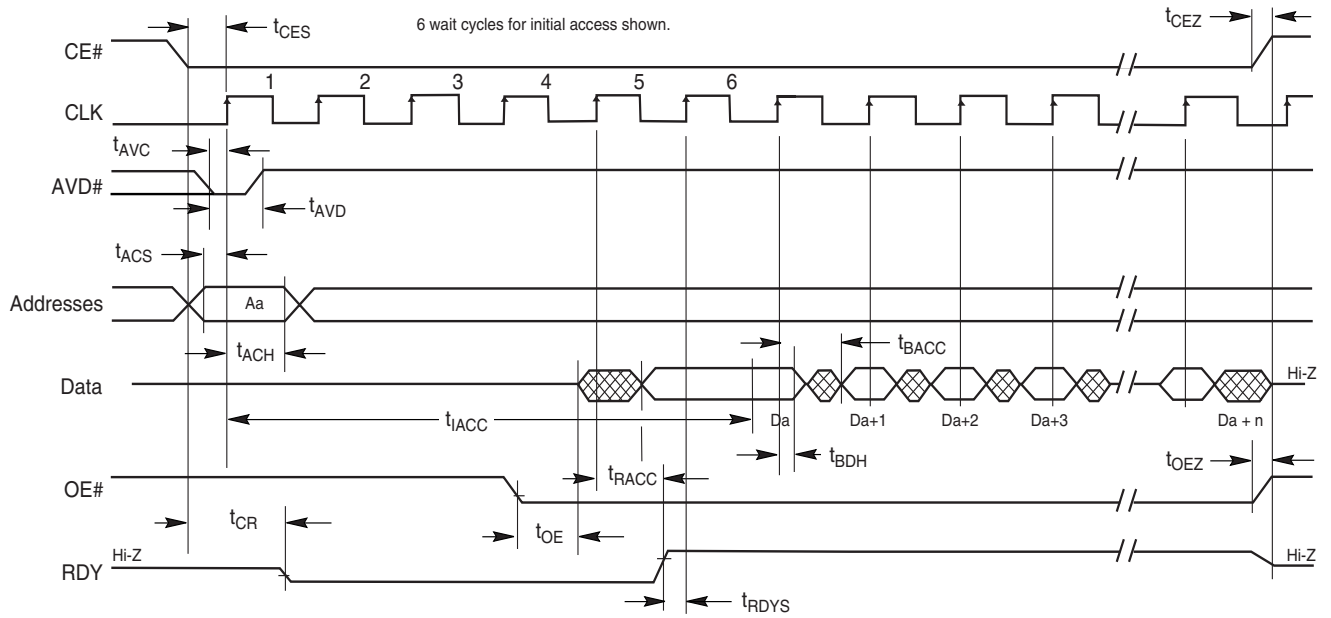 6 wait cycles for initial access shown.
tCES
tCEZ
CE#
1 2 3 4 5 6
CLK
tAVC
AVD#
tAVD
tACS
Addresses
Aa
tACH
tBACC
Data
Hi-Z
tIACC
Da Da+1 Da+2 Da+3 Da + n
tBDH
tRACC
tOEZ
OE#
tCR
tOE
Hi-Z
Hi-Z
RDY
tRDYS